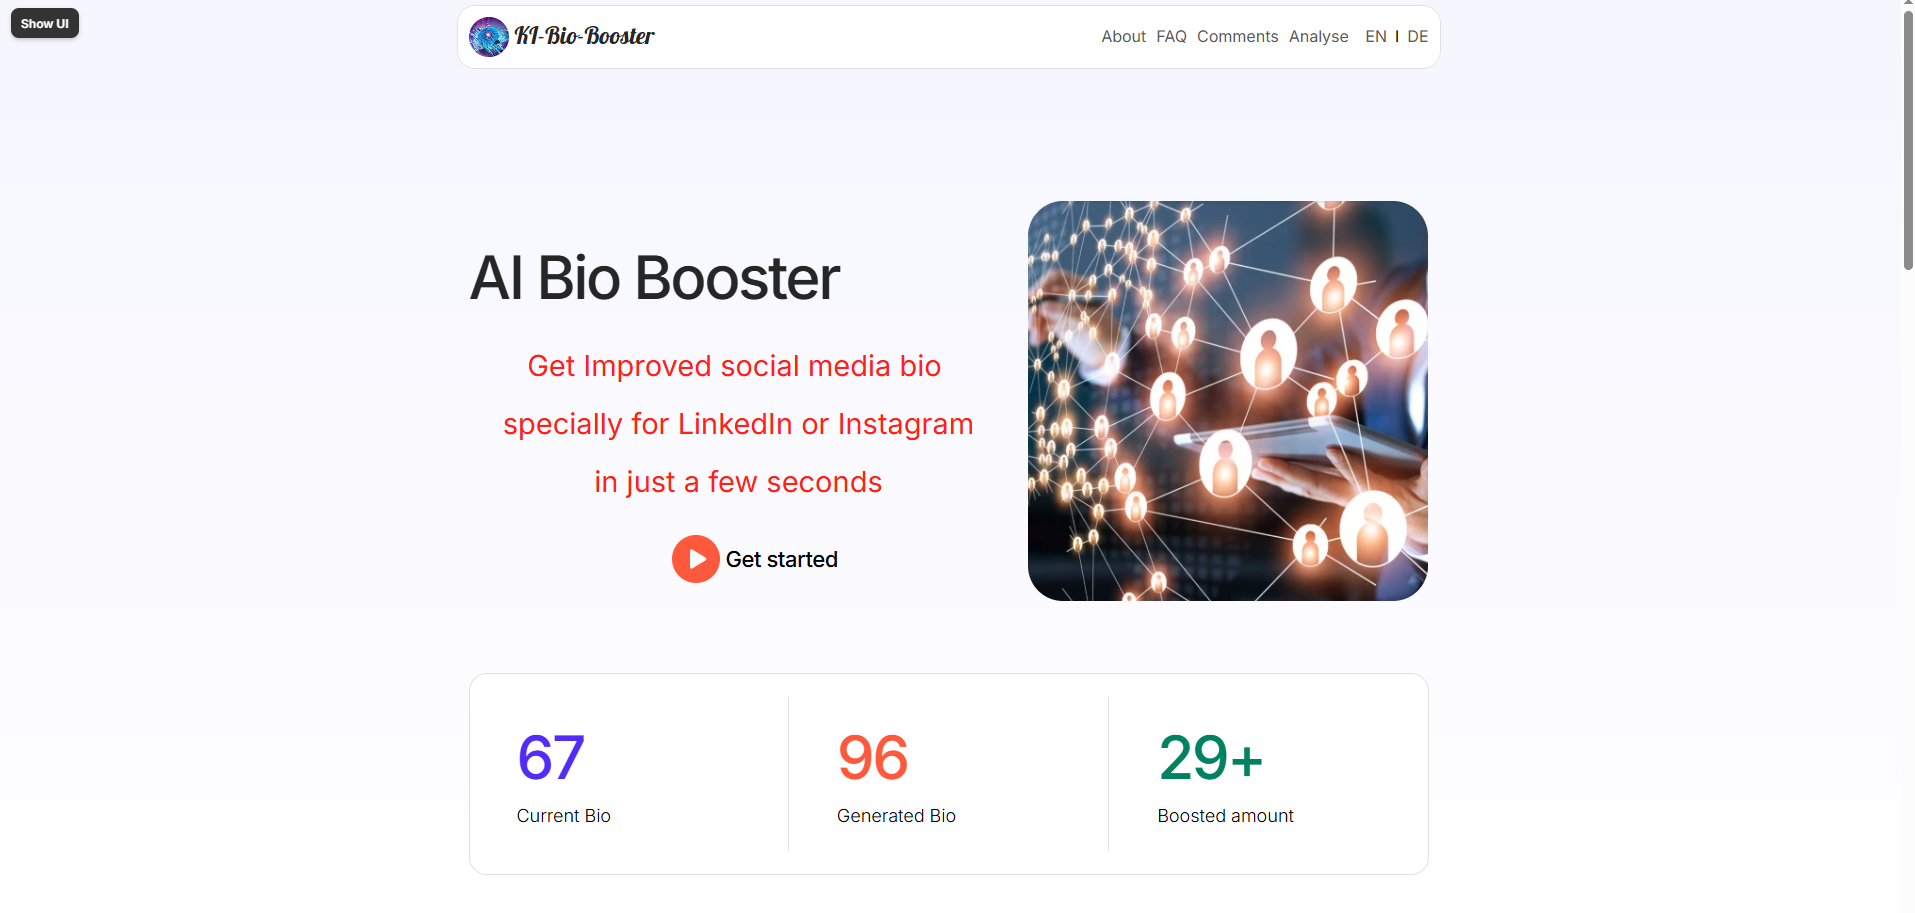 Show UI
KI-Bio-Booster
About FAQ Comments Analyse EN I DE
AI Bio Booster
Get Improved social media bio
specially for LinkedIn or Instagram
in just a few seconds
Get started
67 96 29+
Current Bio Generated Bio Boosted amount